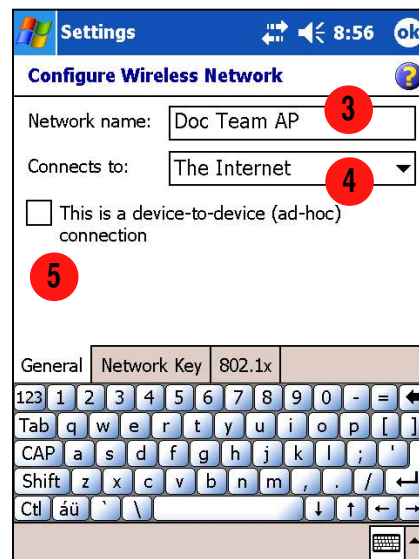 Settings 8:56 ok
Configure Wireless Network ?
Network name: Doc Team AP 3
Connects to: The Internet 4
This is a device-to-device (ad-hoc)
connection
5
General Network Key 802.1x
123 1 2 3 4 5 6 7 8 9 0 - =
Tab q w e r t y u i o p [ ]
CAP a s d f g h j k l ; '
Shift z x c v b n m , . /
Ctl áü ` \